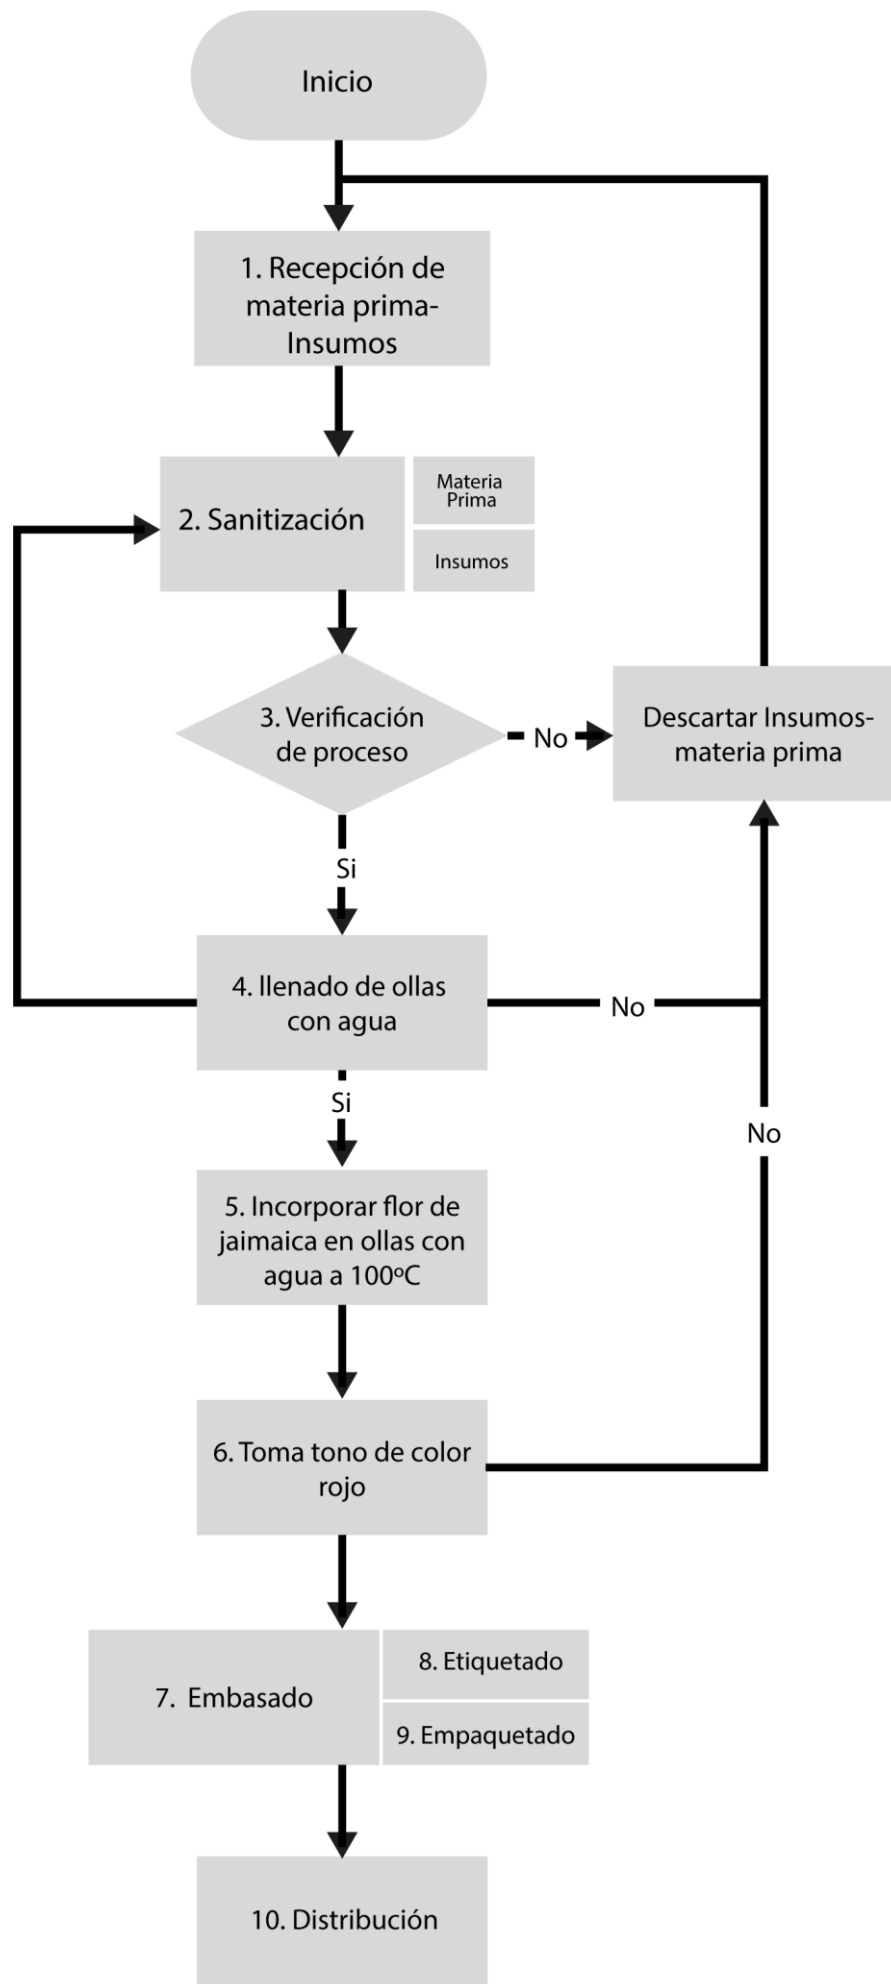 Inicio
1. Recepción de
materia prima-
Insumos
2. Sanitización
Materia
Prima
Insumos
3. Verificación
de proceso
No
Descartar Insumos-
materia prima
Si
4. llenado de ollas
con agua
No
Si
No
5. Incorporar flor de
jaimaica en ollas con
agua a 100ºC
6. Toma tono de color
rojo
7. Embasado
8. Etiquetado
9. Empaquetado
10. Distribución